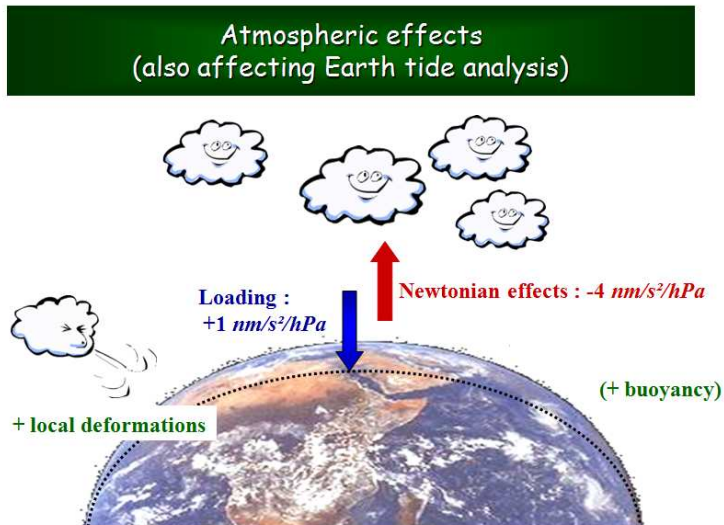 Atmospheric effects
(also affecting Earth tide analysis)
Loading :
+1 nm/s²/hPa
Newtonian effects : -4 nm/s²/hPa
(+ buoyancy)
+ local deformations